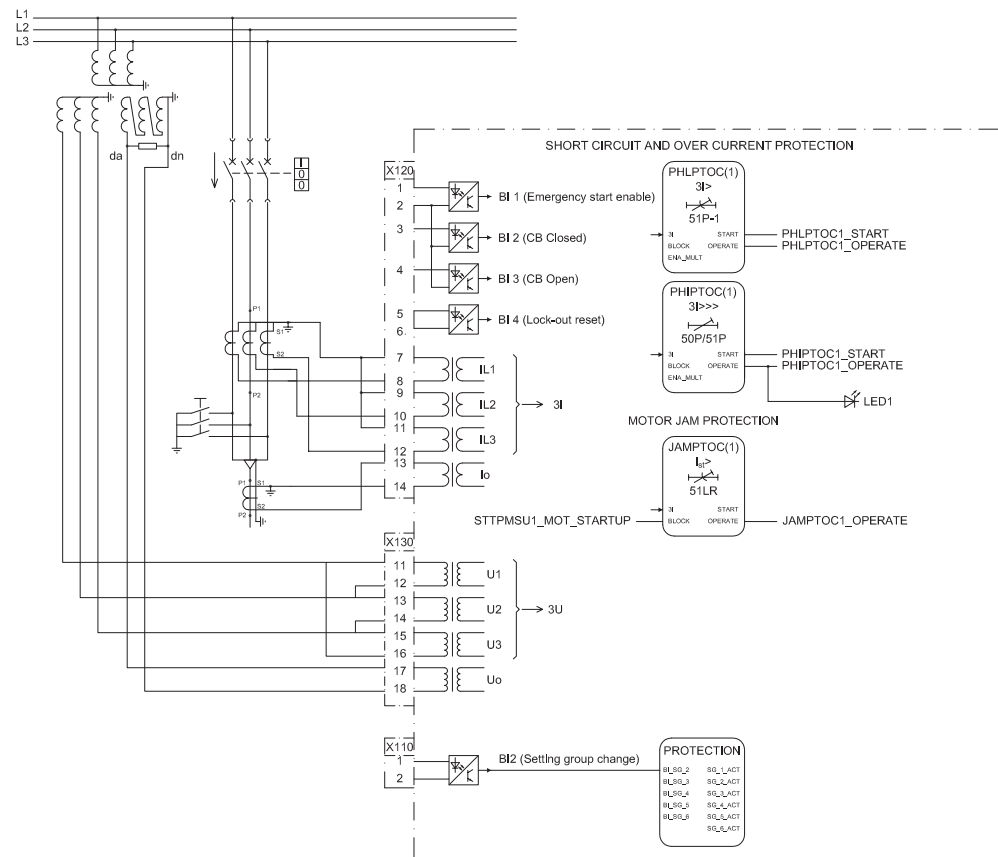 L1
L2
L3
da
dn
I
0
0
SHORT CIRCUIT AND OVER CURRENT PROTECTION
X120
1
2
3
4
5
6
7
8
9
10
11
12
13
14
BI 1 (Emergency start enable)
BI 2 (CB Closed)
BI 3 (CB Open)
BI 4 (Lock-out reset)
PHLPTOC(1)
3I>
51P-1
3I
START
BLOCK
OPERATE
ENA_MULT
PHLPTOC1_START
PHLPTOC1_OPERATE
PHIPTOC(1)
3I>>>
50P/51P
3I
START
BLOCK
OPERATE
ENA_MULT
PHIPTOC1_START
PHIPTOC1_OPERATE
LED1
P1
S1
S2
P2
IL1
IL2
IL3
3I
Io
P1
S1
S2
P2
MOTOR JAM PROTECTION
JAMPTOC(1)
Ist>
51LR
3I
START
BLOCK
OPERATE
STTPMSU1_MOT_STARTUP
JAMPTOC1_OPERATE
X130
11
12
13
14
15
16
17
18
U1
U2
U3
3U
Uo
X110
1
2
BI2 (Setting group change)
PROTECTION
BI_SG_2 SG_1_ACT
BI_SG_3 SG_2_ACT
BI_SG_4 SG_3_ACT
BI_SG_5 SG_4_ACT
BI_SG_6 SG_5_ACT
SG_6_ACT